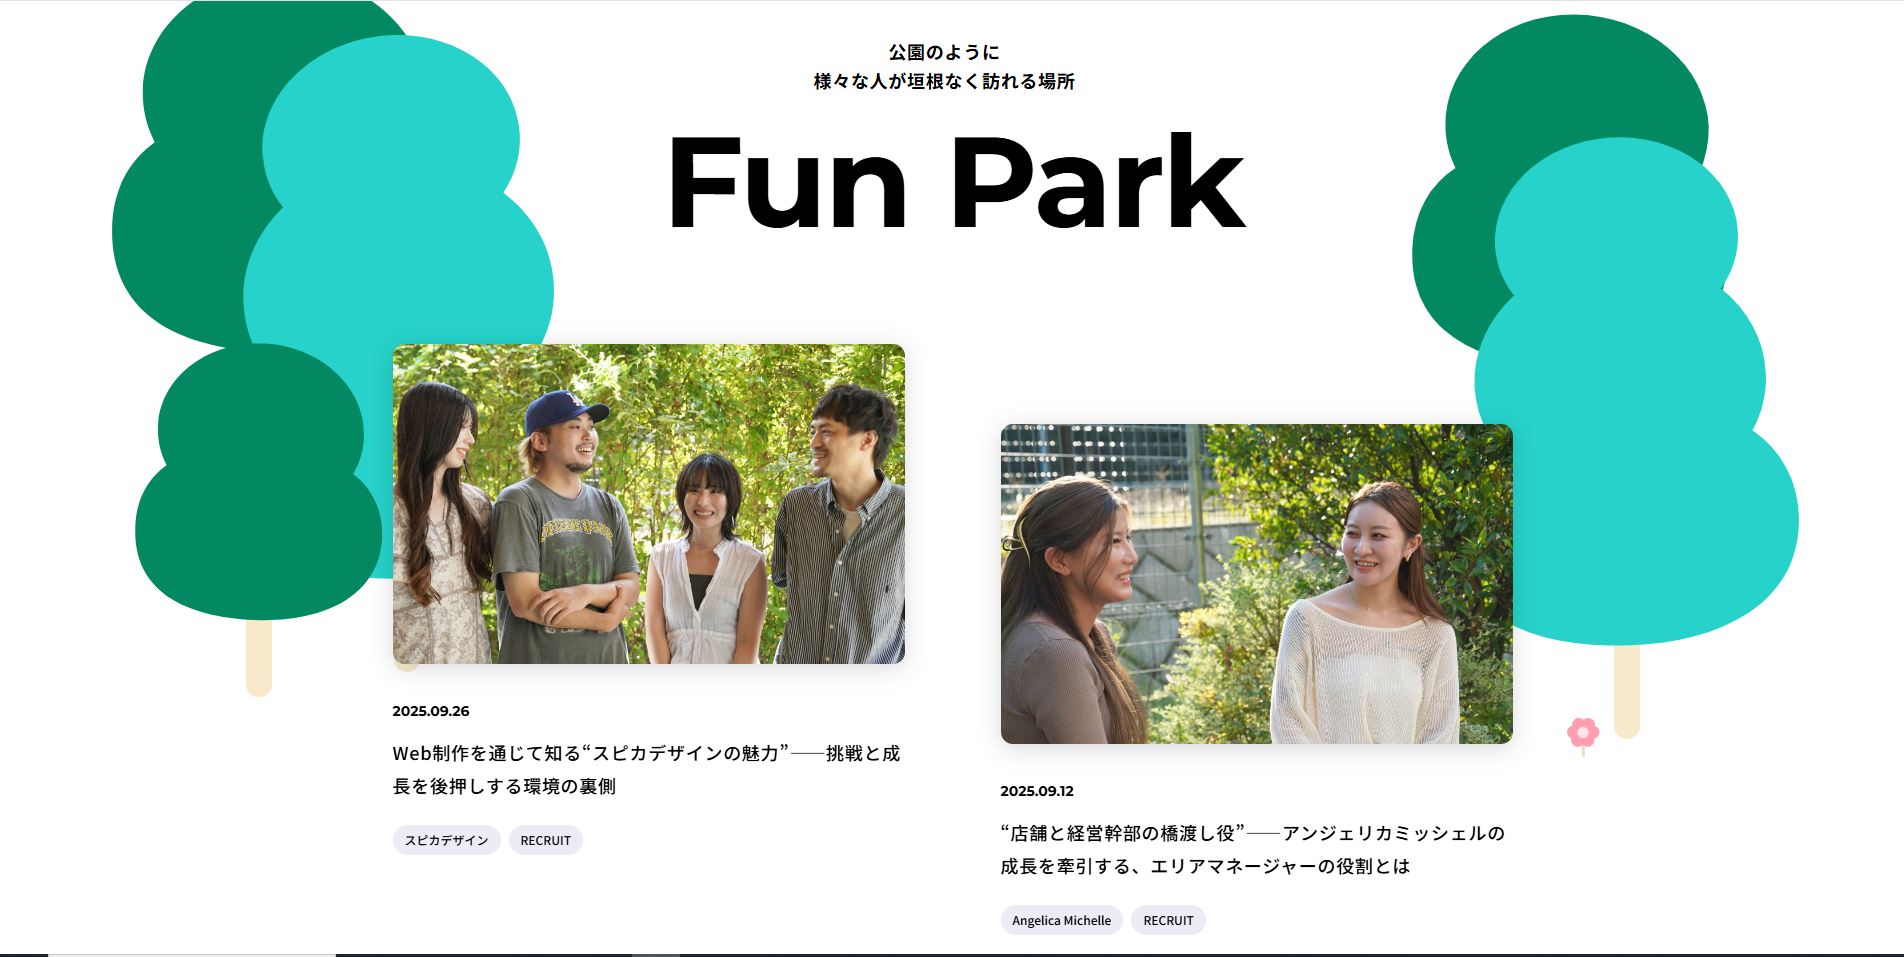 公園のように
様々な人が垣根なく訪れる場所
Fun Park
2025.09.26
Web制作を通じて知る“スピカデザインの魅力”——挑戦と成
長を後押しする環境の裏側
スピカデザイン
RECRUIT
2025.09.12
“店舗と経営幹部の橋渡し役”——アンジェリカミッシェルの
成長を牽引する、エリアマネージャーの役割とは
Angelica Michelle
RECRUIT